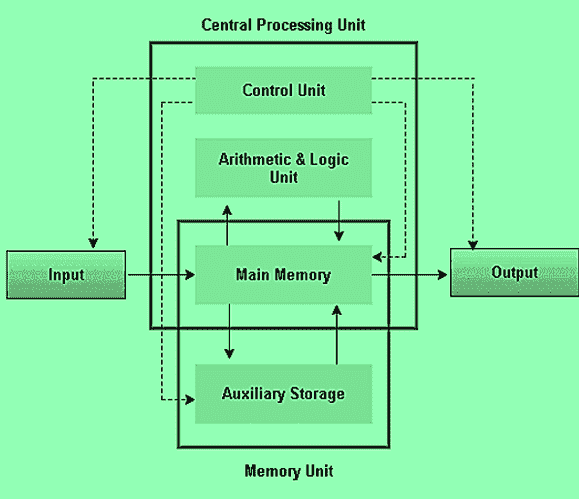 Central Processing Unit
Control Unit
Arithmetic & Logic
Unit
Input
Main Memory
Output
Auxiliary Storage
Memory Unit